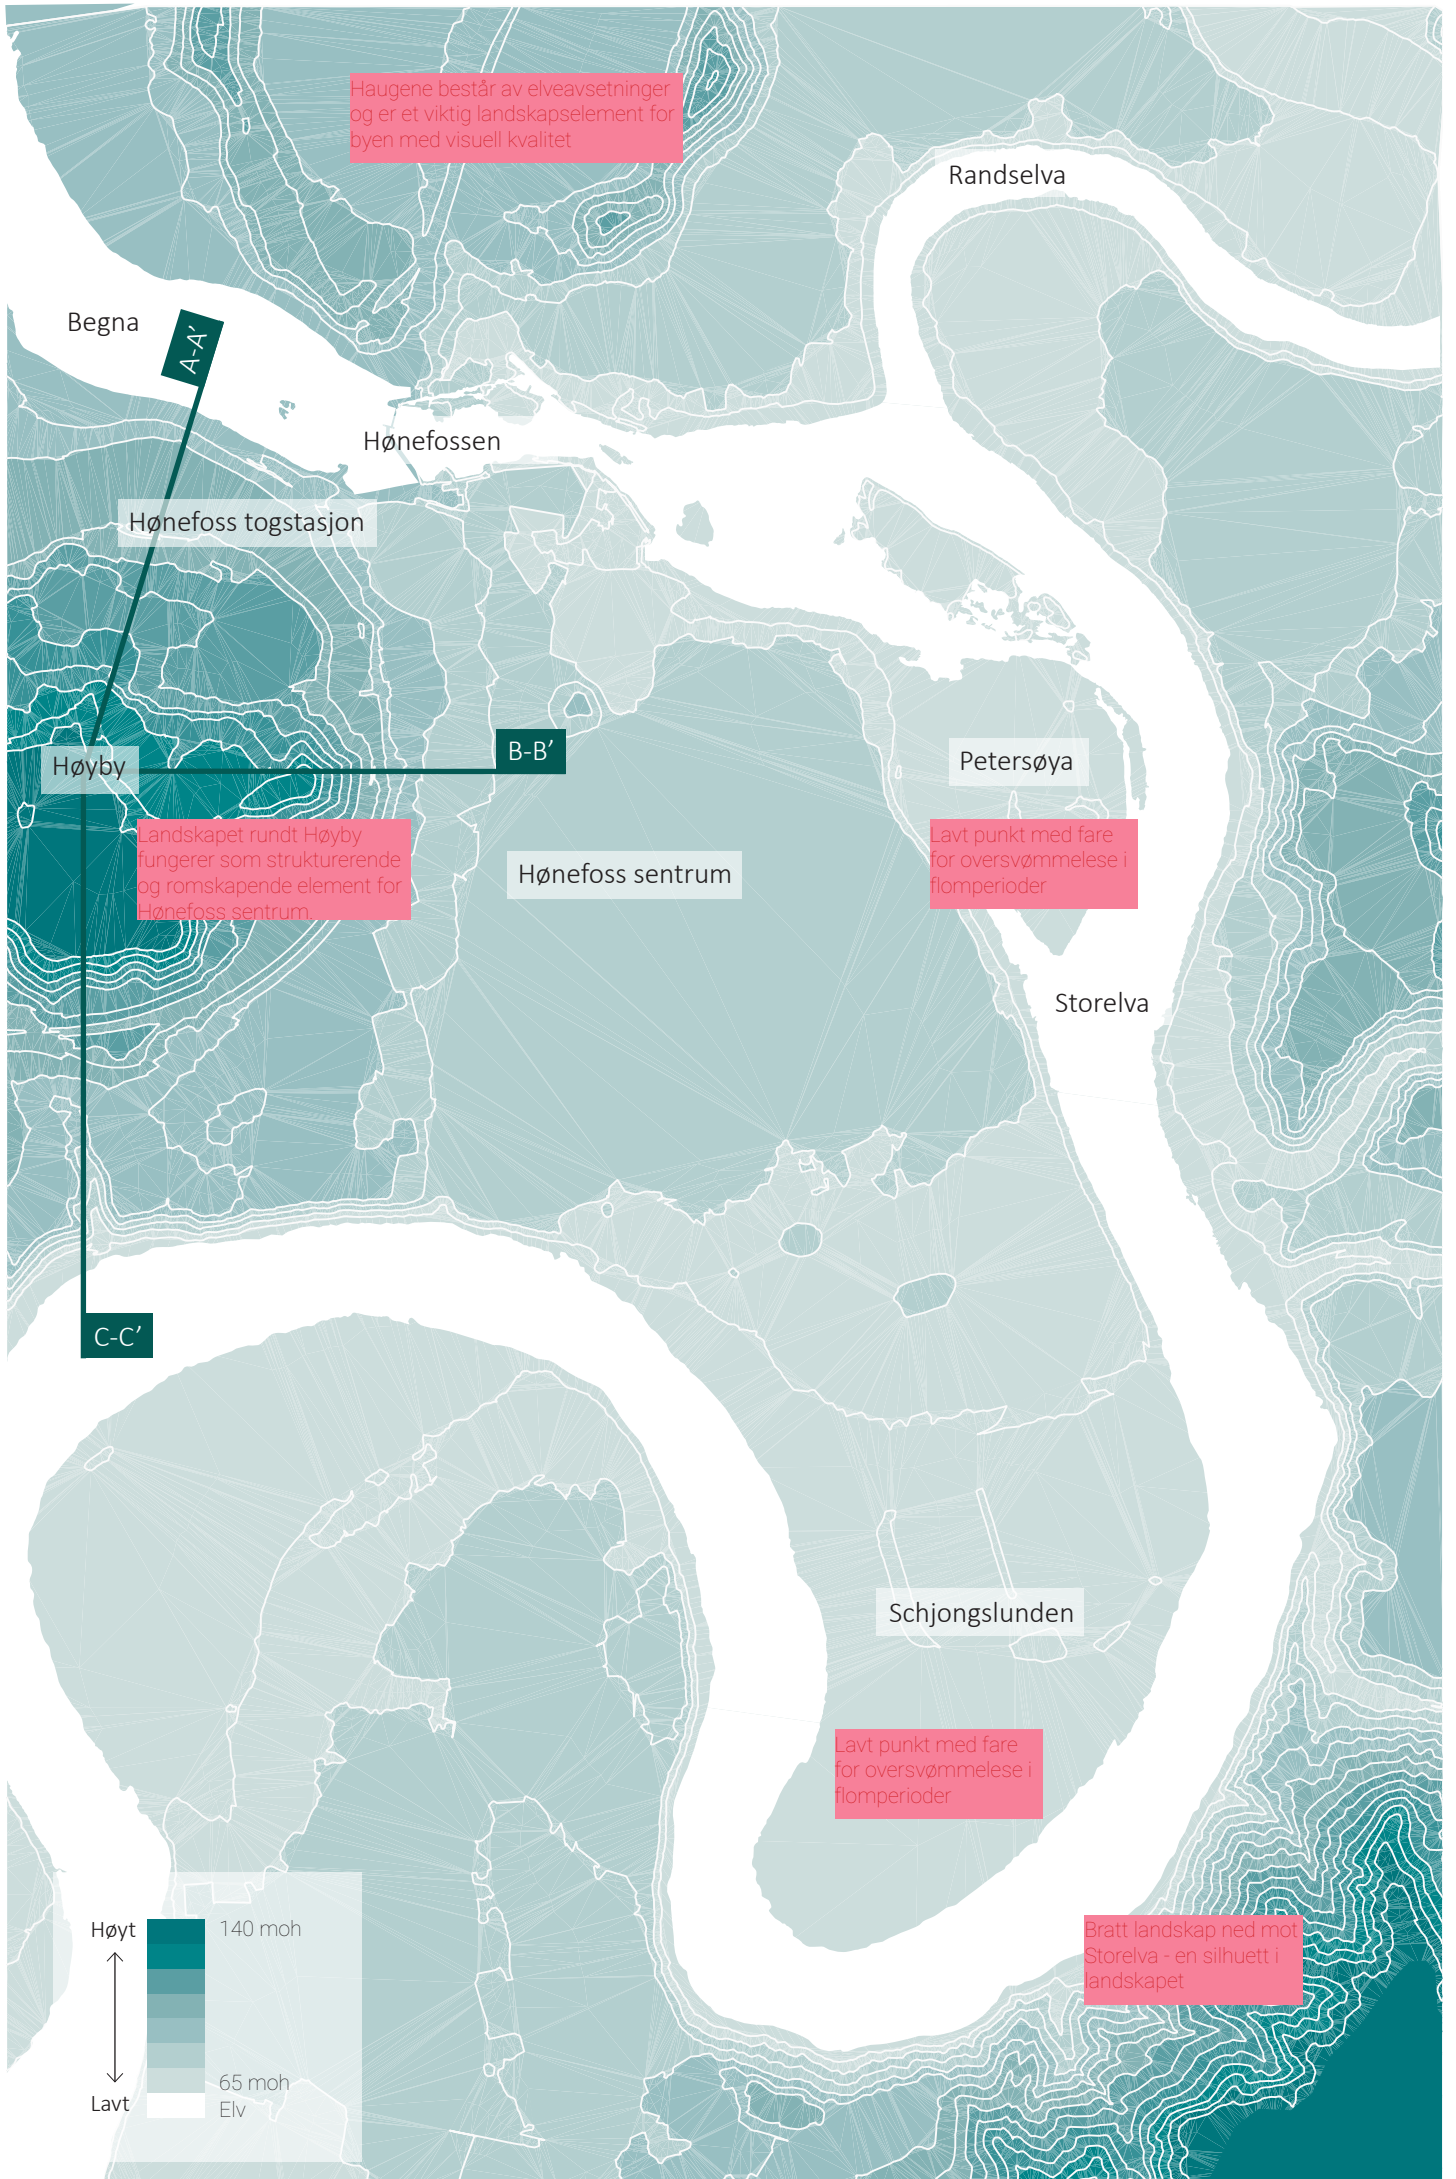 Haugene består av elveavsetninger
og er et viktig landskapselement for
byen med visuell kvalitet
Randselva
Begna
A-A’
Hønefossen
Hønefoss togstasjon
B-B’
Høyby
Petersøya
Landskapet rundt Høyby
fungerer som strukturerende
og romskapende element for
Hønefoss sentrum.
Hønefoss sentrum
Lavt punkt med fare
for oversvømmelese i
flomperioder
Storelva
C-C’
Schjongslunden
Lavt punkt med fare
for oversvømmelese i
flomperioder
Bratt landskap ned mot
Storelva - en silhuett i
landskapet
Høyt
140 moh
65 moh
Lavt
Elv